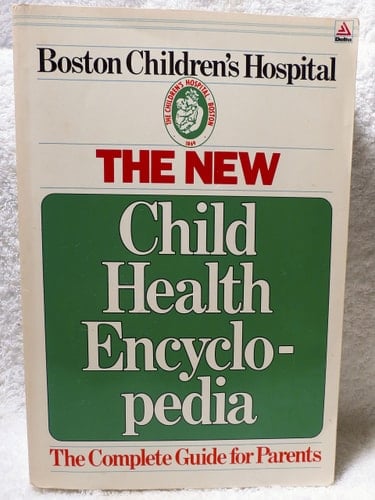 Boston Children's Hospital
Delta
THE CHILDREN'S HOSPITAL BOSTON
1869
THE NEW
Child
Health
Encyclo-
pedia
The Complete Guide for Parents